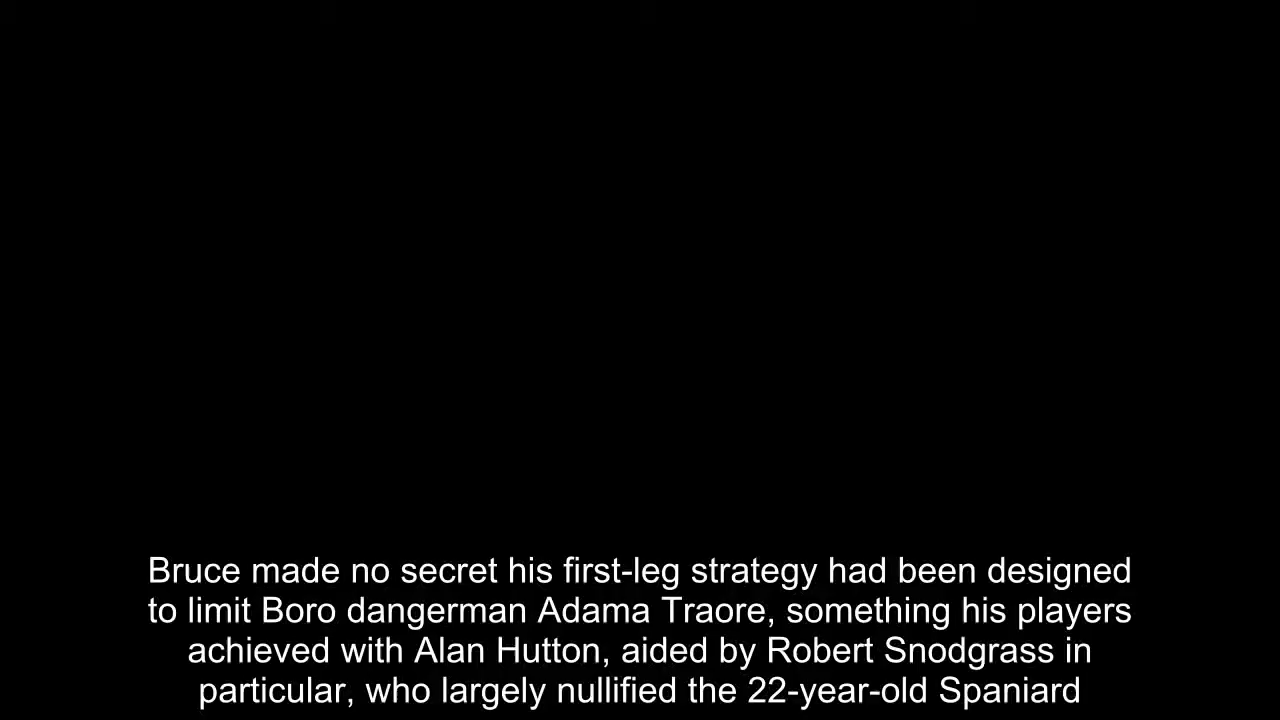 Bruce made no secret his first-leg strategy had been designed
to limit Boro dangerman Adama Traore, something his players
achieved with Alan Hutton, aided by Robert Snodgrass in
particular, who largely nullified the 22-year-old Spaniard